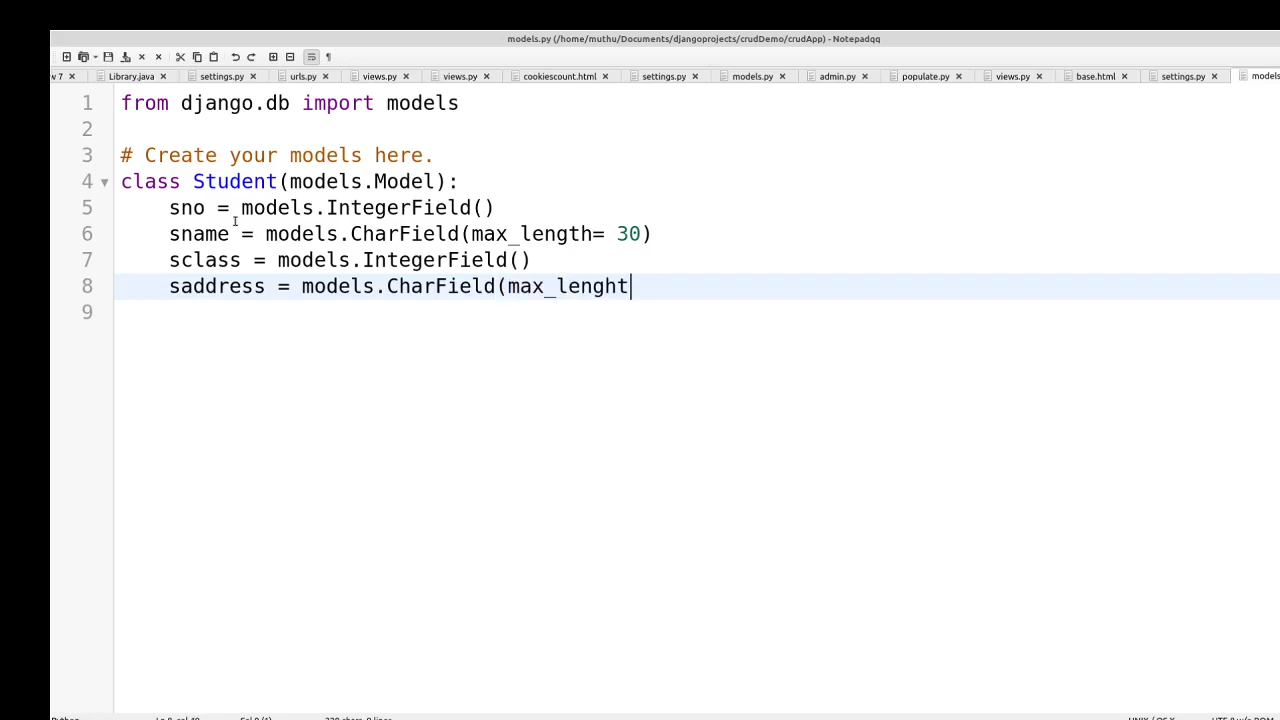 models.py (/home/muthu/Documents/djangoprojects/crudDemo/crudApp) - Notepadqq
w 7 Library.java settings.py urls.py views.py views.py cookiescount.html settings.py models.py admin.py populate.py views.py base.html settings.py models
1 from django.db import models
2
3 # Create your models here.
4 class Student(models.Model):
5 sno = models.IntegerField()
6 sname = models.CharField(max_length= 30)
7 sclass = models.IntegerField()
8 saddress = models.CharField(max_lenght
9